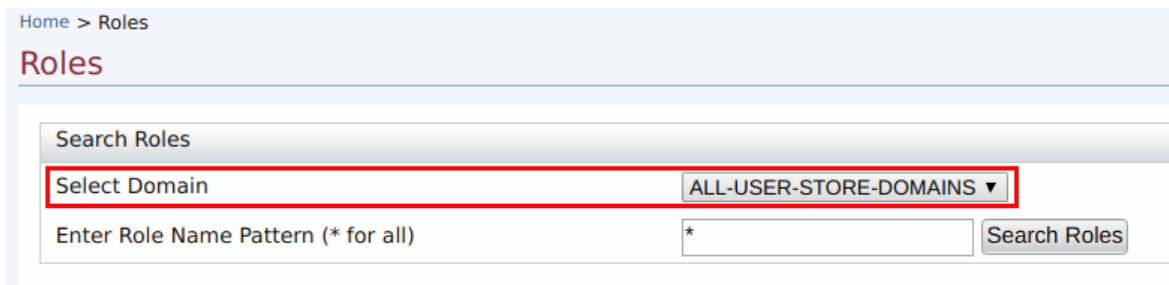 Home > Roles
Roles
Search Roles
Select Domain ALL-USER-STORE-DOMAINS ▼
Enter Role Name Pattern (* for all) * Search Roles